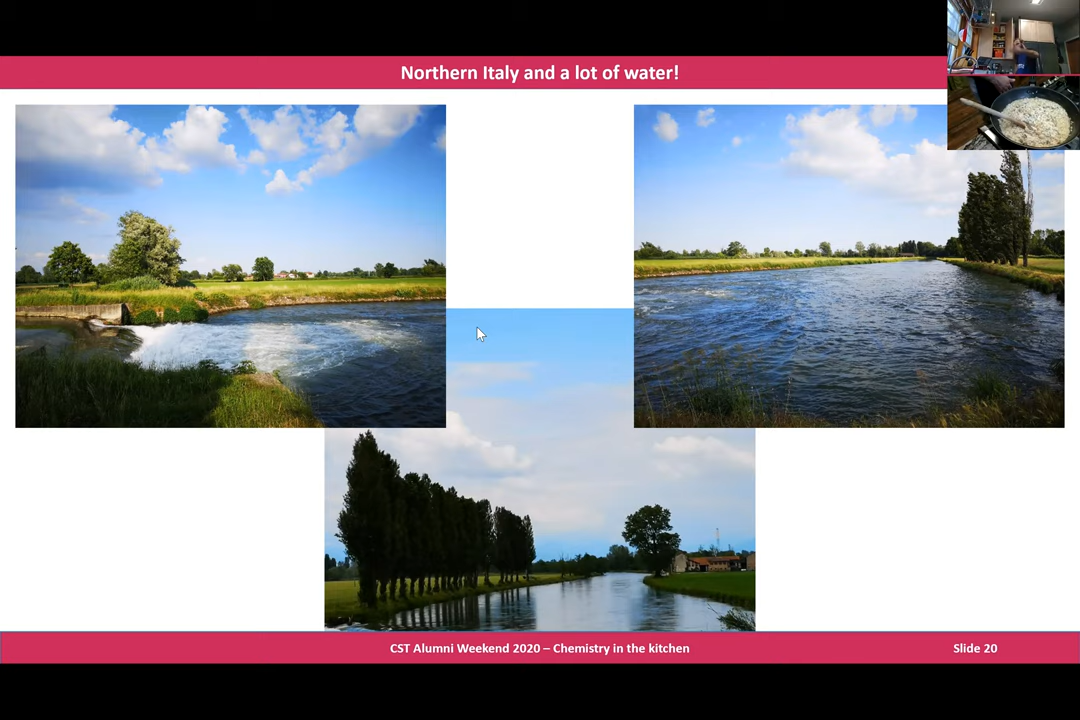 Northern Italy and a lot of water!
CST Alumni Weekend 2020 – Chemistry in the kitchen
Slide 20